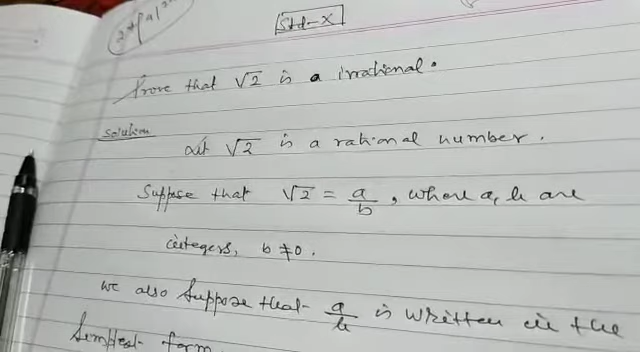 Std-X
Prove that √2 is a irrational.
Solution
let √2 is a rational number.
Suppose that √2 = a/b, where a, b are
integers, b ≠ 0.
we also suppose that a/b is written in the
simplest form